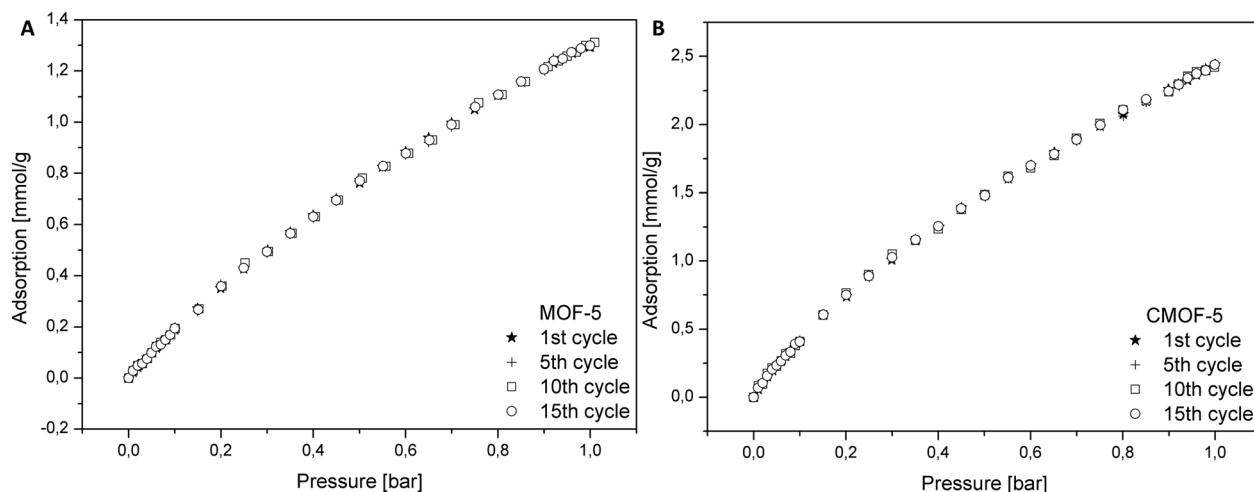 A
Adsorption [mmol/g]
1,4
1,2
1,0
0,8
0,6
0,4
0,2
0,0
-0,2
0,0 0,2 0,4 0,6 0,8 1,0
Pressure [bar]
MOF-5
1st cycle
5th cycle
10th cycle
15th cycle
B
Adsorption [mmol/g]
2,5
2,0
1,5
1,0
0,5
0,0
0,0 0,2 0,4 0,6 0,8 1,0
Pressure [bar]
CMOF-5
1st cycle
5th cycle
10th cycle
15th cycle